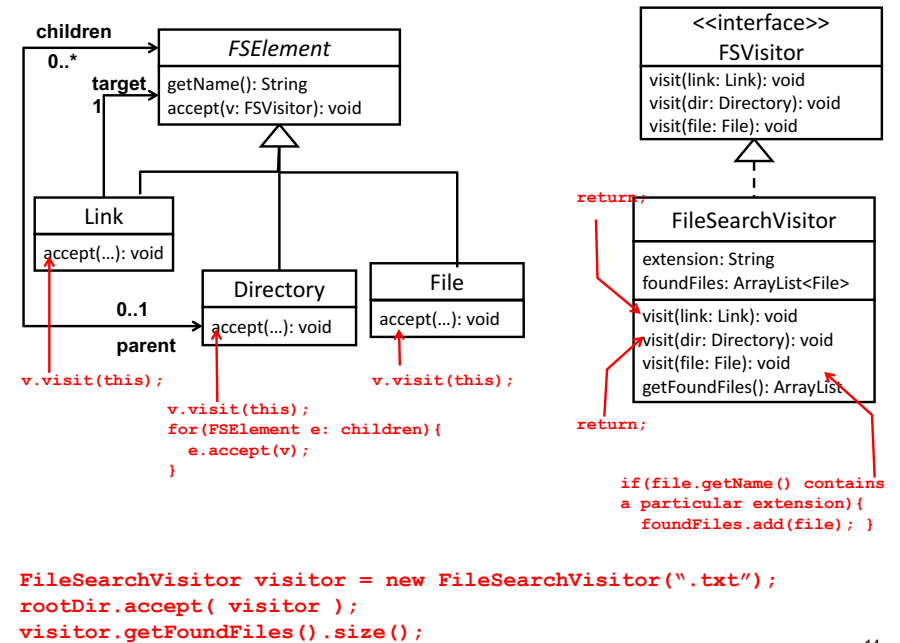 children
0..*
target
1
FSElement
getName(): String
accept(v: FSVisitor): void
<<interface>>
FSVisitor
visit(link: Link): void
visit(dir: Directory): void
visit(file: File): void
Link
accept(…): void
Directory
accept(…): void
File
accept(…): void
0..1
parent
v.visit(this);
v.visit(this);
for(FSElement e: children){
e.accept(v);
}
v.visit(this);
return;
FileSearchVisitor
extension: String
foundFiles: ArrayList<File>
visit(link: Link): void
visit(dir: Directory): void
visit(file: File): void
getFoundFiles(): ArrayList
return;
if(file.getName() contains
a particular extension){
foundFiles.add(file); }
FileSearchVisitor visitor = new FileSearchVisitor(“.txt”);
rootDir.accept( visitor );
visitor.getFoundFiles().size();